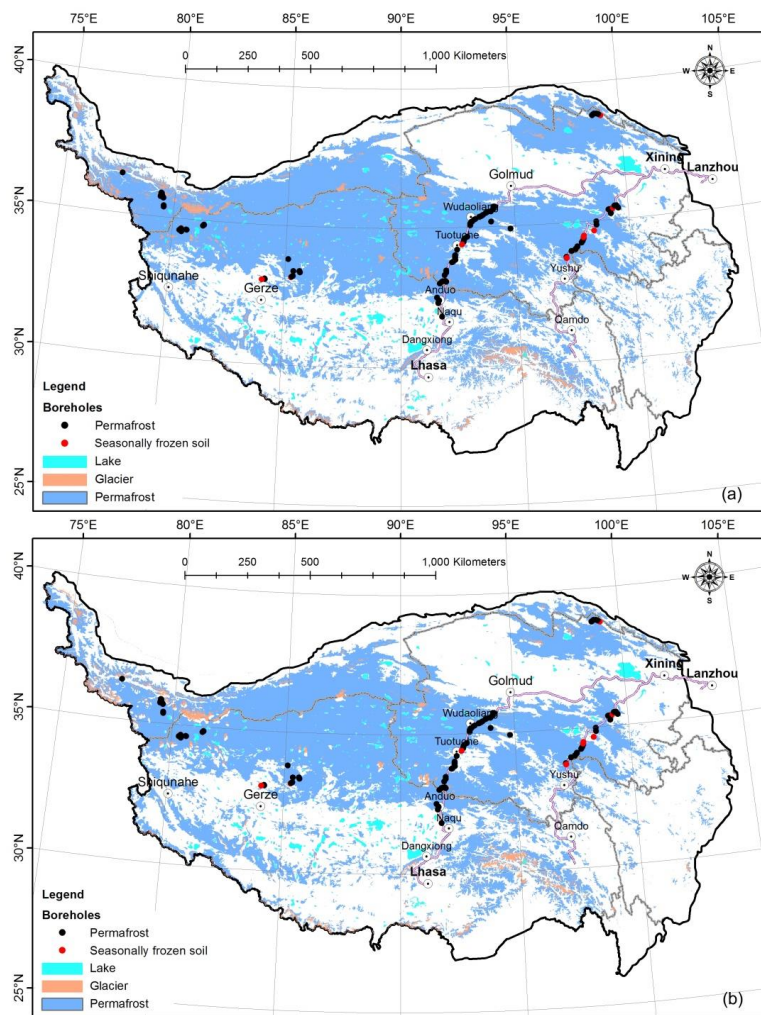 75°E 80°E 85°E 90°E 95°E 100°E 105°E
40°N
35°N
30°N
25°N
0 250 500 1,000 Kilometers
N
W E
S
Xining
Lanzhou
Golmud
Wudaoliang
Tuotuohe
Yushu
Shiqunahe
Gerze
Anduo
Naqu
Qamdo
Dangxiong
Lhasa
Legend
Boreholes
Permafrost
Seasonally frozen soil
Lake
Glacier
Permafrost
(a)
75°E 80°E 85°E 90°E 95°E 100°E 105°E
40°N
35°N
30°N
25°N
0 250 500 1,000 Kilometers
N
W E
S
Xining
Lanzhou
Golmud
Wudaoliang
Tuotuohe
Yushu
Shiqunahe
Gerze
Anduo
Naqu
Qamdo
Dangxiong
Lhasa
Legend
Boreholes
Permafrost
Seasonally frozen soil
Lake
Glacier
Permafrost
(b)